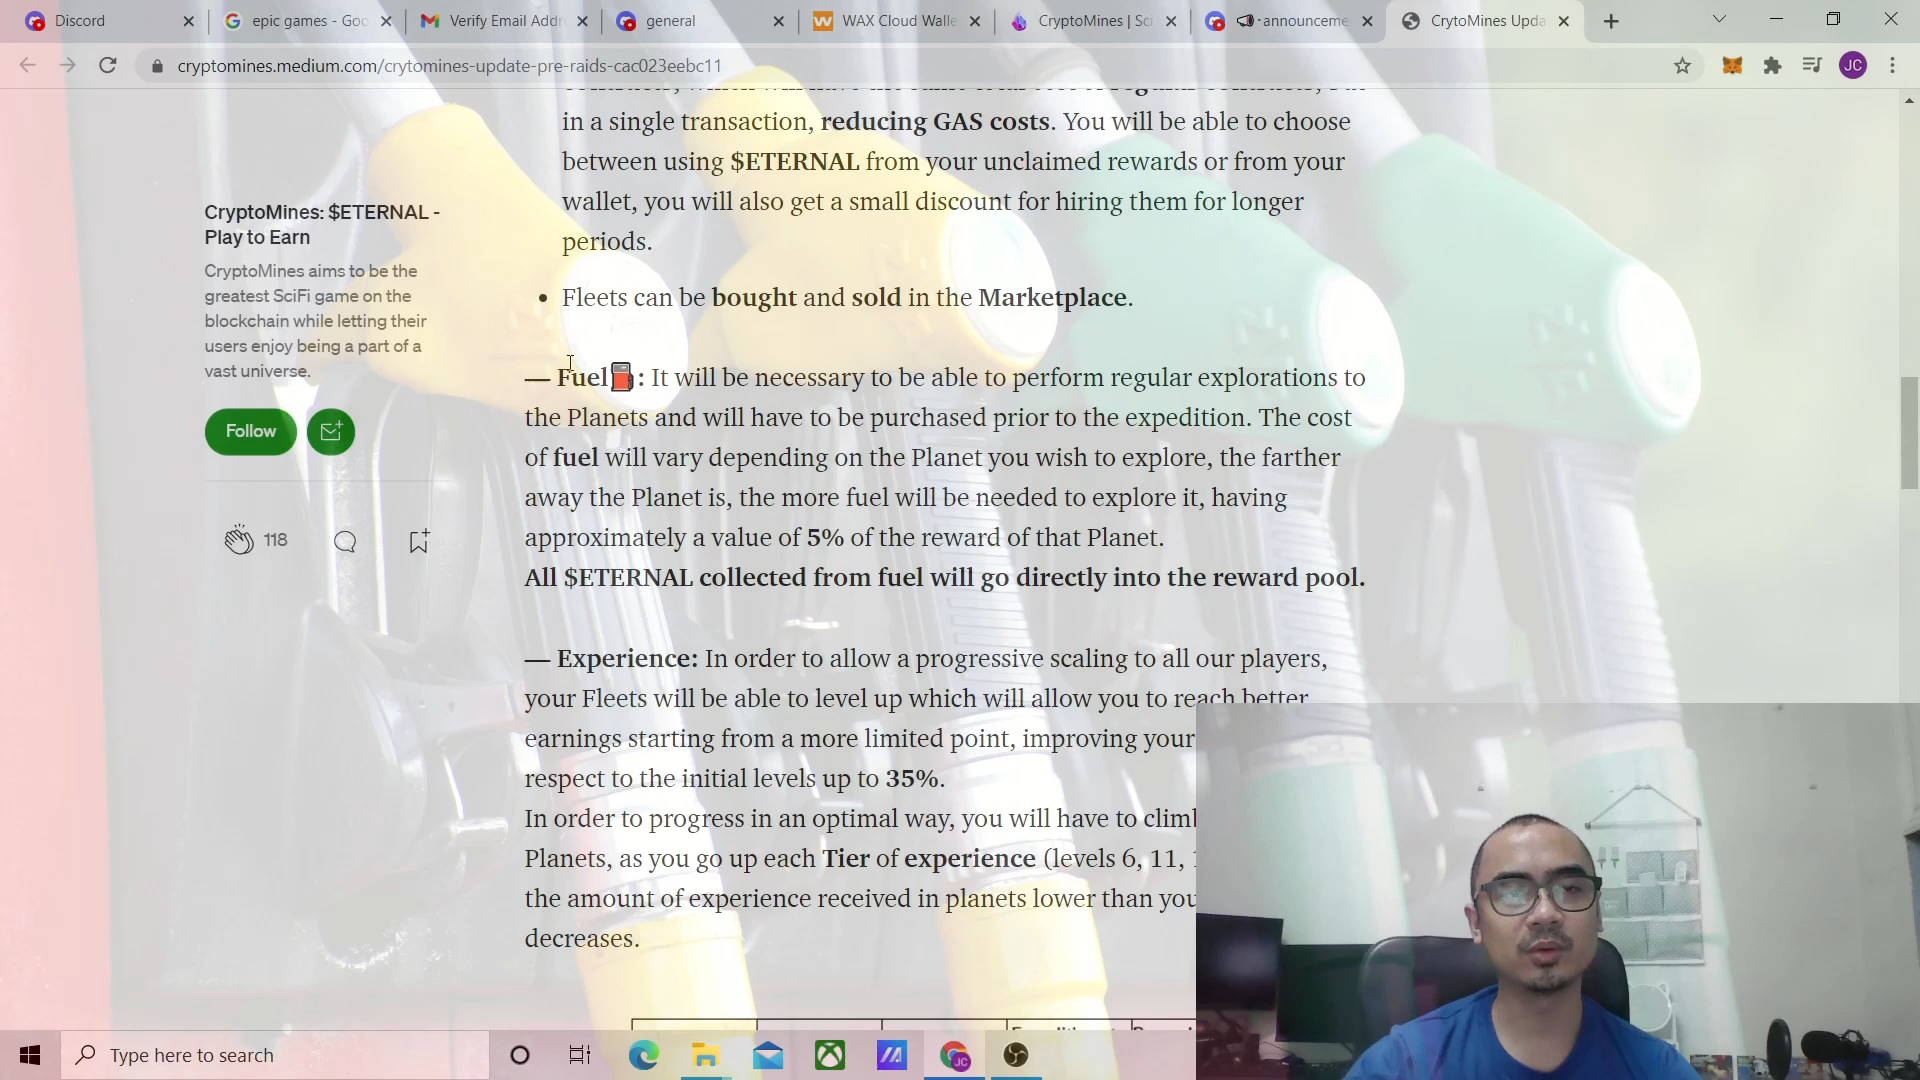 Discord
epic games - Goo
Verify Email Addr
general
WAX Cloud Walle
CryptoMines | Sci
announceme
CrytoMines Upda
cryptomines.medium.com/crytomines-update-pre-raids-cac023eebc11
JC
in a single transaction, reducing GAS costs. You will be able to choose
between using $ETERNAL from your unclaimed rewards or from your
wallet, you will also get a small discount for hiring them for longer
periods.
• Fleets can be bought and sold in the Marketplace.
CryptoMines: $ETERNAL -
Play to Earn
CryptoMines aims to be the
greatest SciFi game on the
blockchain while letting their
users enjoy being a part of a
vast universe.
Follow
118
— Fuel⛽: It will be necessary to be able to perform regular explorations to
the Planets and will have to be purchased prior to the expedition. The cost
of fuel will vary depending on the Planet you wish to explore, the farther
away the Planet is, the more fuel will be needed to explore it, having
approximately a value of 5% of the reward of that Planet.
All $ETERNAL collected from fuel will go directly into the reward pool.
— Experience: In order to allow a progressive scaling to all our players,
your Fleets will be able to level up which will allow you to reach better
earnings starting from a more limited point, improving your
respect to the initial levels up to 35%.
In order to progress in an optimal way, you will have to climb
Planets, as you go up each Tier of experience (levels 6, 11,
the amount of experience received in planets lower than you
decreases.
Type here to search
JC